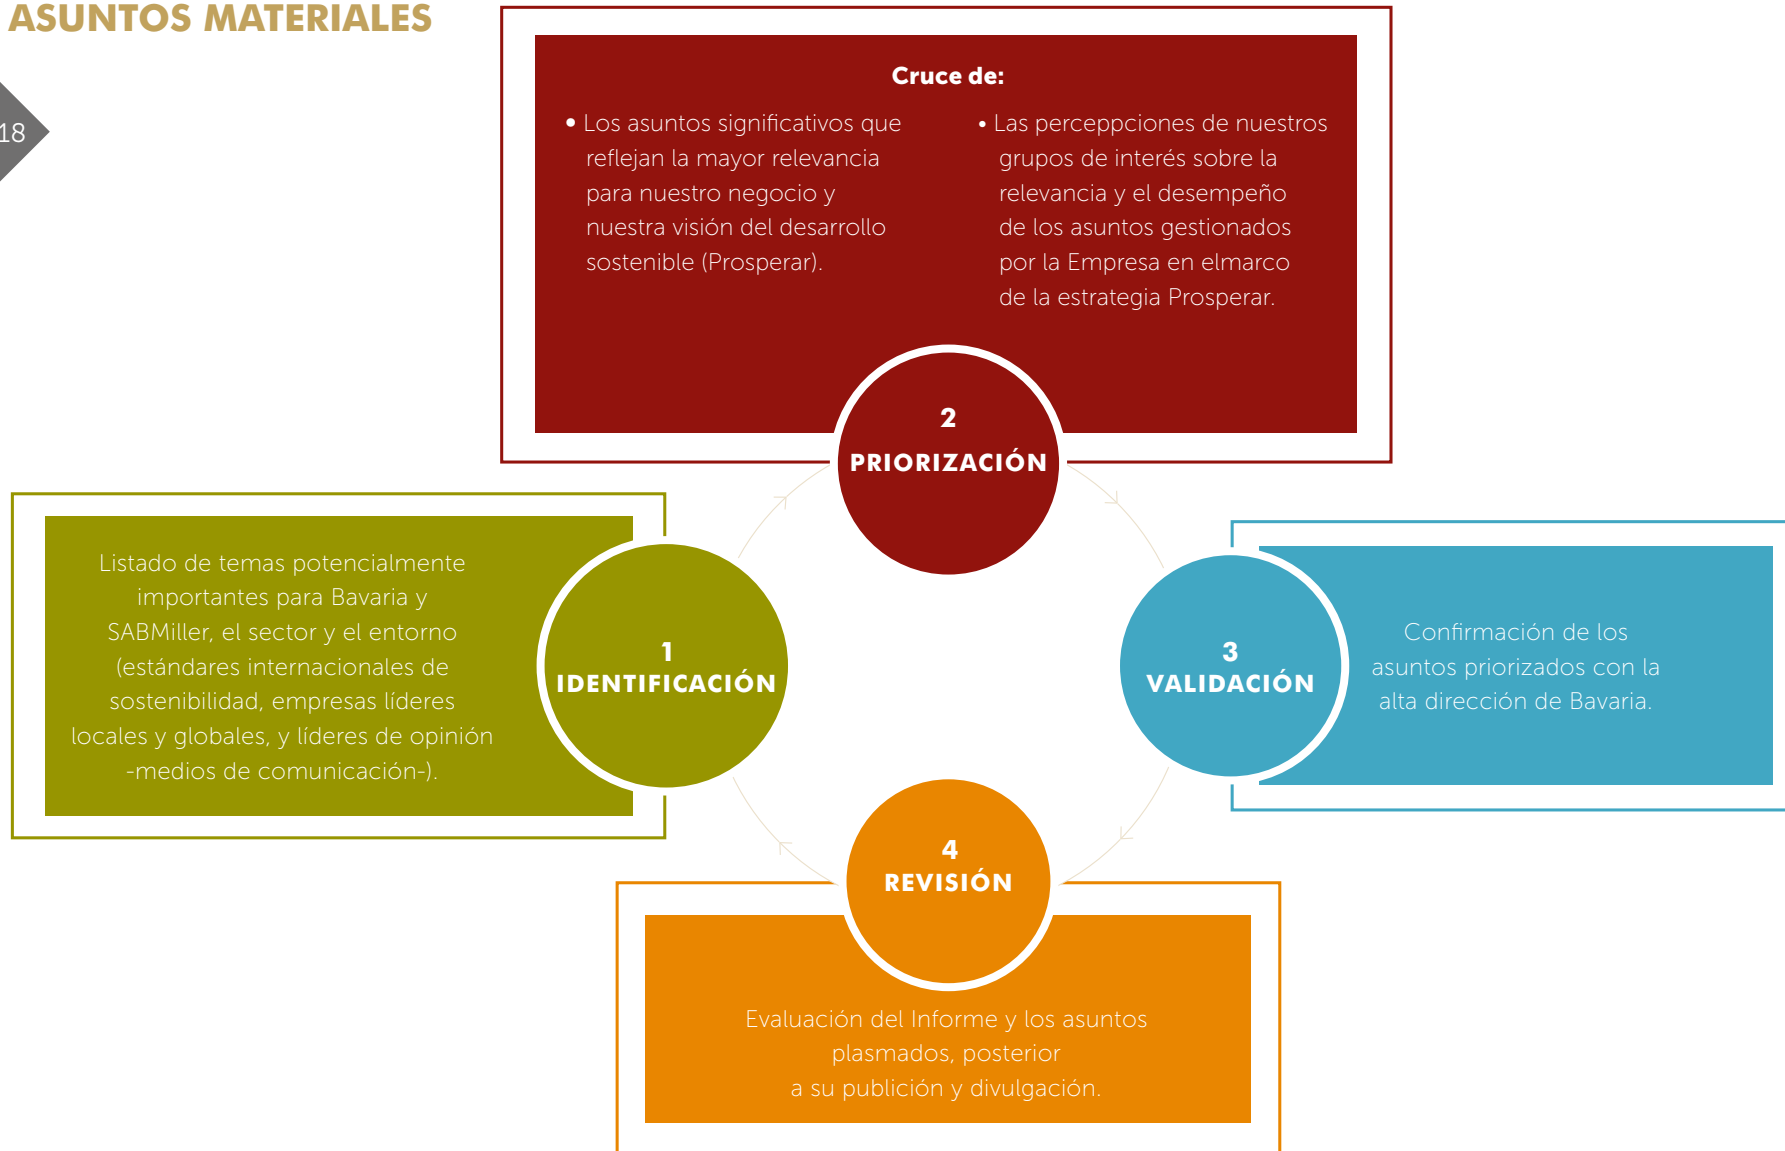 ASUNTOS MATERIALES
18
Cruce de:
• Los asuntos significativos que
reflejan la mayor relevancia
para nuestro negocio y
nuestra visión del desarrollo
sostenible (Prosperar).
• Las perceppciones de nuestros
grupos de interés sobre la
relevancia y el desempeño
de los asuntos gestionados
por la Empresa en elmarco
de la estrategia Prosperar.
2
PRIORIZACIÓN
Listado de temas potencialmente
importantes para Bavaria y
SABMiller, el sector y el entorno
(estándares internacionales de
sostenibilidad, empresas líderes
locales y globales, y líderes de opinión
-medios de comunicación-).
1
IDENTIFICACIÓN
3
VALIDACIÓN
Confirmación de los
asuntos priorizados con la
alta dirección de Bavaria.
4
REVISIÓN
Evaluación del Informe y los asuntos
plasmados, posterior
a su publición y divulgación.